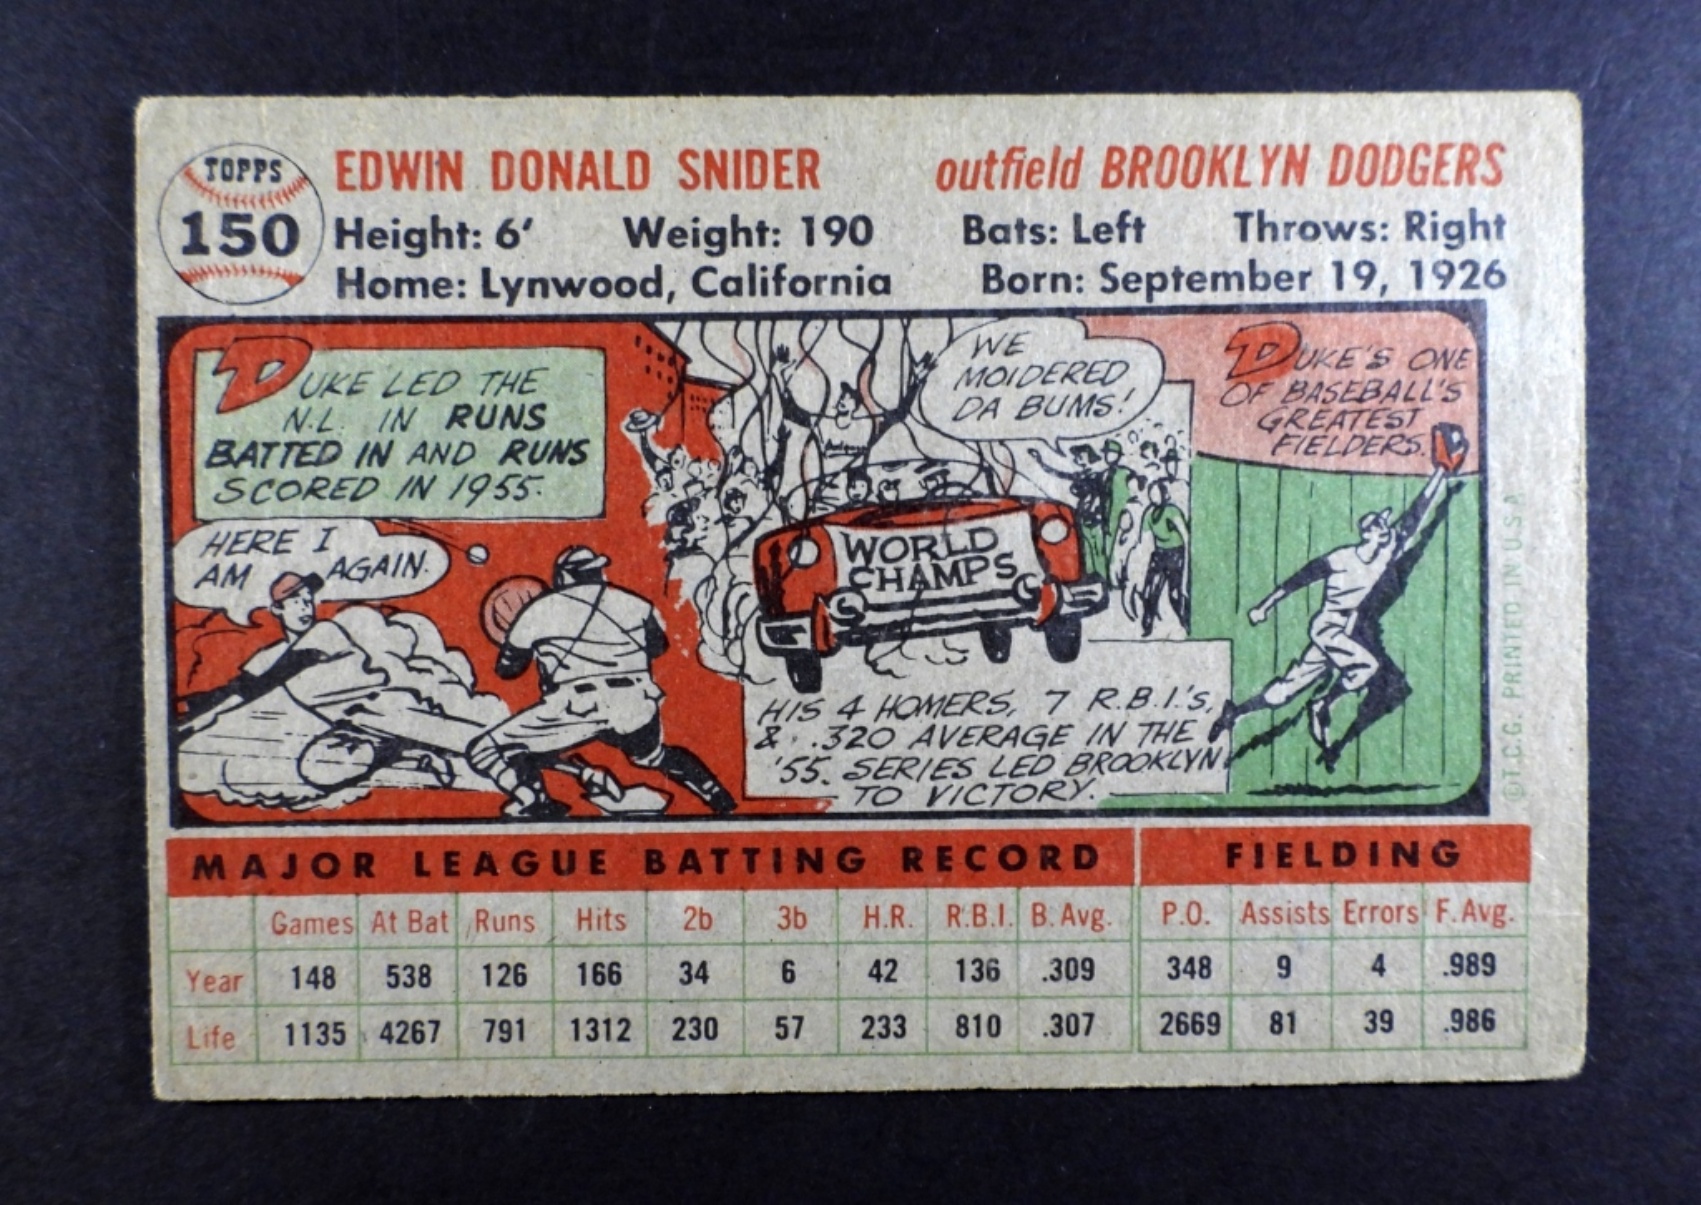 TOPPS
150
EDWIN DONALD SNIDER outfield BROOKLYN DODGERS
Height: 6' Weight: 190 Bats: Left Throws: Right
Home: Lynwood, California Born: September 19, 1926
DUKE LED THE
N.L. IN RUNS
BATTED IN AND RUNS
SCORED IN 1955.
HERE I
AM AGAIN.
WE
MOIDERED
DA BUMS!
WORLD
CHAMPS
HIS 4 HOMERS, 7 R.B.I.'S,
& .320 AVERAGE IN THE
'55. SERIES LED BROOKLYN
TO VICTORY.
DUKE'S ONE
OF BASEBALL'S
GREATEST
FIELDERS.
B
©T.C.G. PRINTED IN U.S.A.
MAJOR LEAGUE BATTING RECORD FIELDING
Games At Bat Runs Hits 2b 3b H.R. R.B.I. B. Avg. P.O. Assists Errors F. Avg.
Year 148 538 126 166 34 6 42 136 .309 348 9 4 .989
Life 1135 4267 791 1312 230 57 233 810 .307 2669 81 39 .986